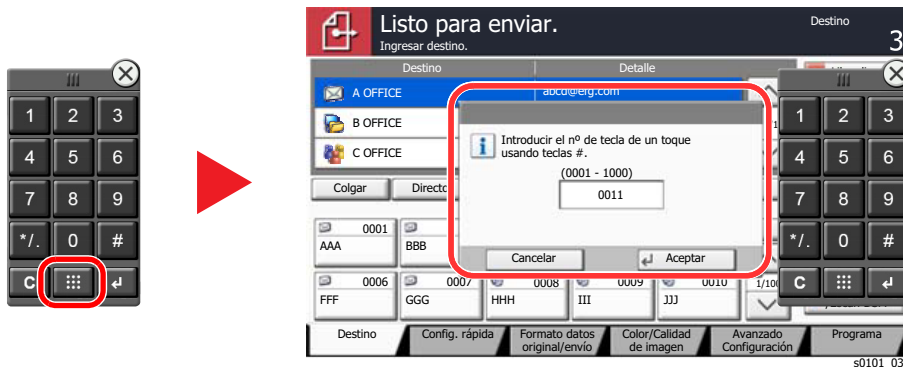 1 2 3
4 5 6
7 8 9
*/. 0 #
C
Listo para enviar.
Ingresar destino.
Destino
3
Destino Detalle
A OFFICE abcd@efg.com
B OFFICE
C OFFICE
Introducir el nº de tecla de un toque
usando teclas #.
(0001 - 1000)
0011
Cancelar Aceptar
Colgar
0001
AAA BBB
0006 0007 0008 0009 0010
FFF GGG HHH III JJJ
1 2 3
4 5 6
7 8 9
*/. 0 #
C
Destino Config. rápida Formato datos
original/envío
Color/Calidad
de imagen
Avanzado
Configuración
Programa
s0101_03